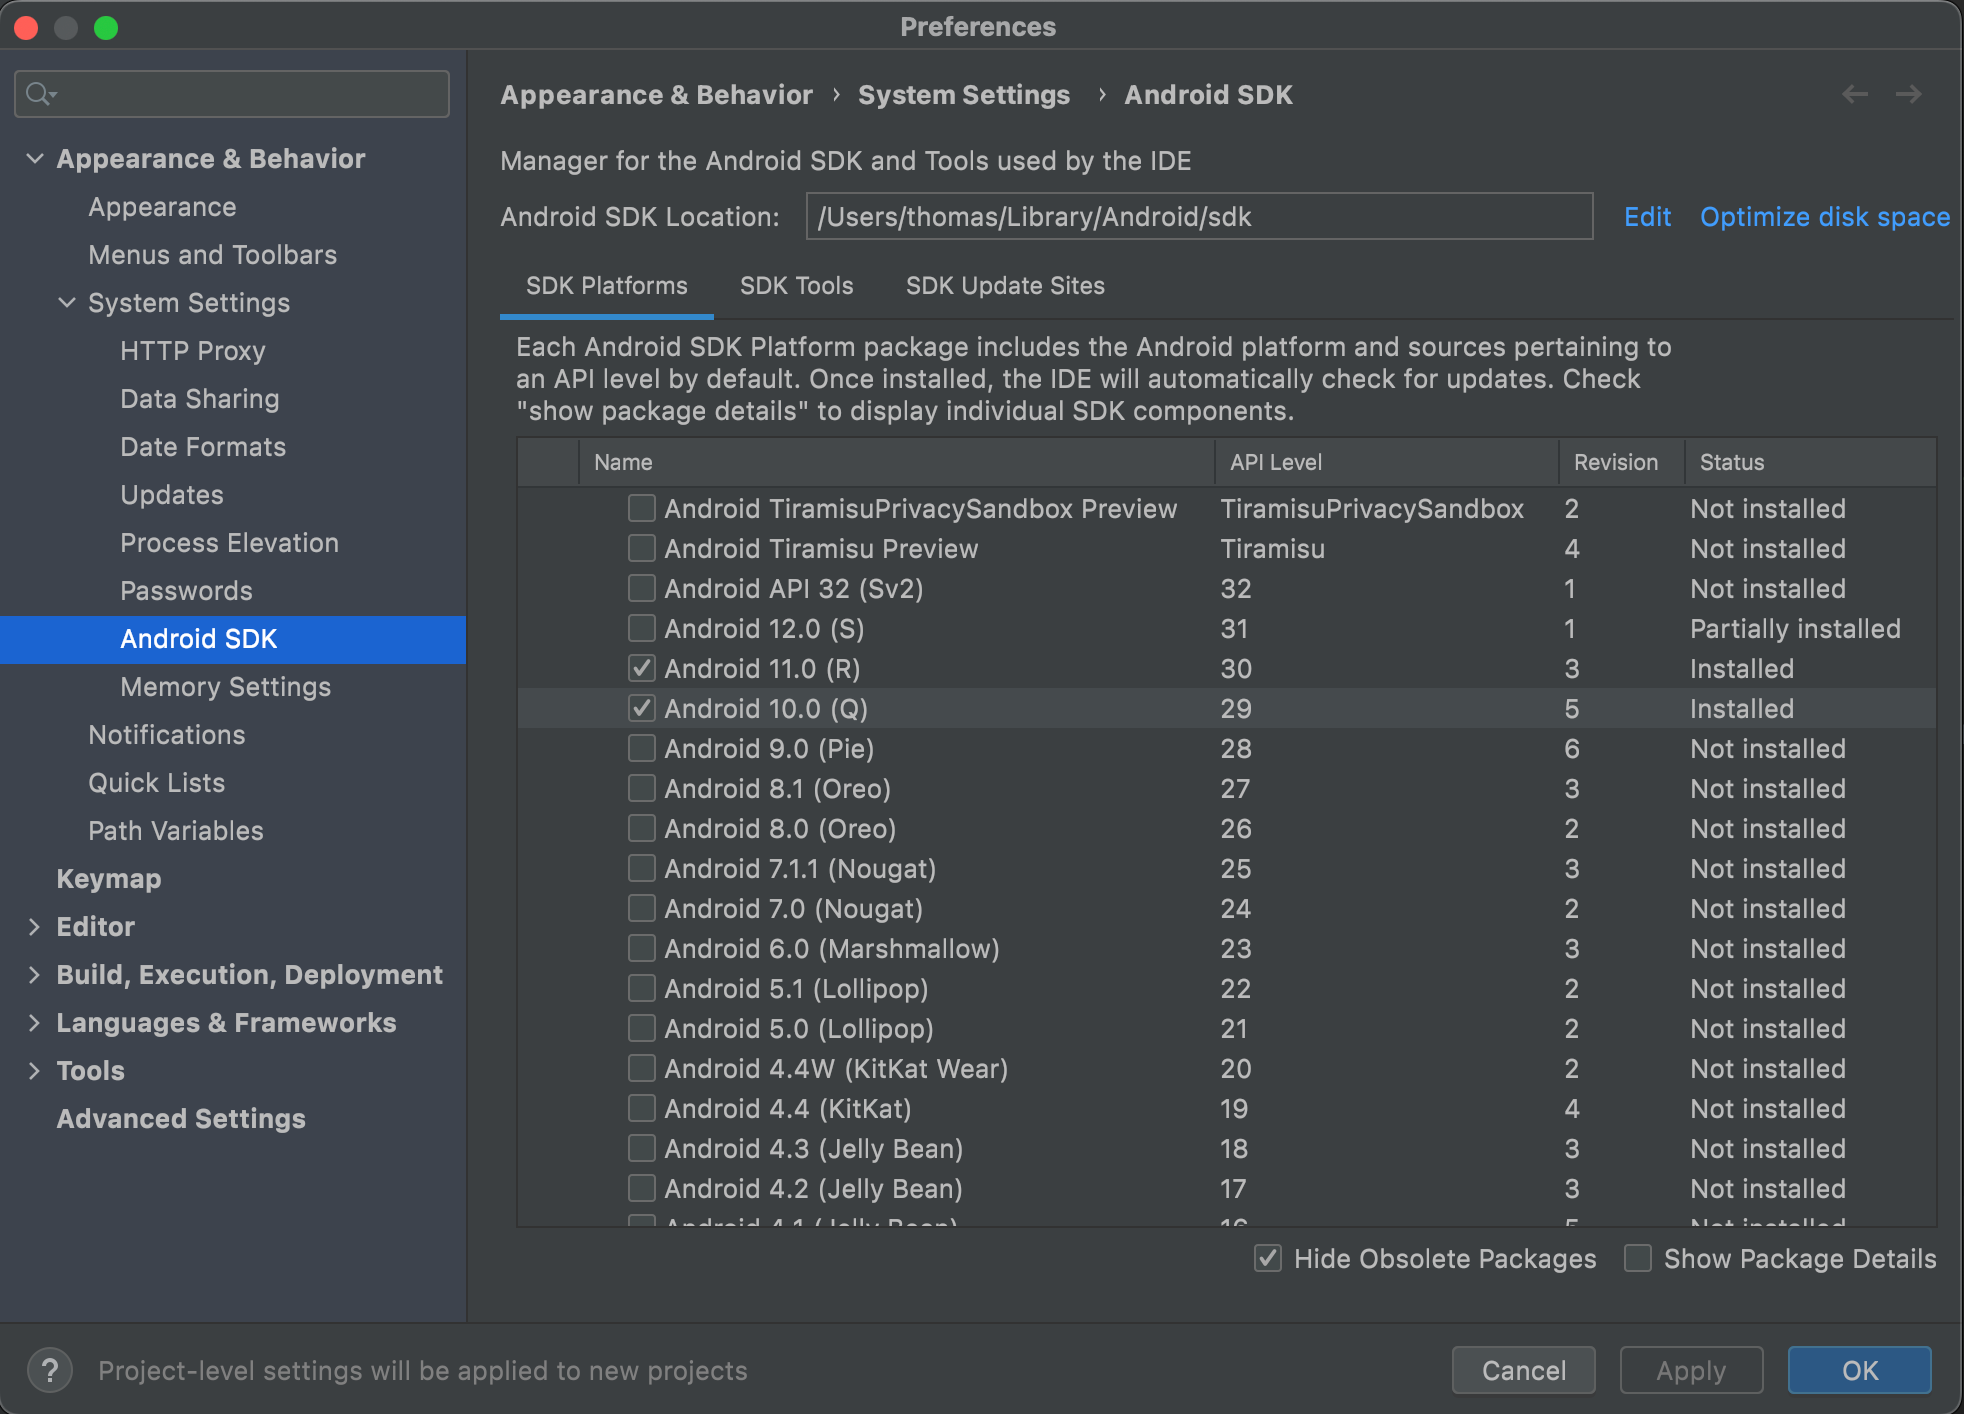 Preferences
Appearance & Behavior
Appearance
Menus and Toolbars
System Settings
HTTP Proxy
Data Sharing
Date Formats
Updates
Process Elevation
Passwords
Android SDK
Memory Settings
Notifications
Quick Lists
Path Variables
Keymap
Editor
Build, Execution, Deployment
Languages & Frameworks
Tools
Advanced Settings
Appearance & Behavior › System Settings › Android SDK
Manager for the Android SDK and Tools used by the IDE
Android SDK Location: /Users/thomas/Library/Android/sdk Edit Optimize disk space
SDK Platforms SDK Tools SDK Update Sites
Each Android SDK Platform package includes the Android platform and sources pertaining to
an API level by default. Once installed, the IDE will automatically check for updates. Check
"show package details" to display individual SDK components.
Name API Level Revision Status
Android TiramisuPrivacySandbox Preview TiramisuPrivacySandbox 2 Not installed
Android Tiramisu Preview Tiramisu 4 Not installed
Android API 32 (Sv2) 32 1 Not installed
Android 12.0 (S) 31 1 Partially installed
Android 11.0 (R) 30 3 Installed
Android 10.0 (Q) 29 5 Installed
Android 9.0 (Pie) 28 6 Not installed
Android 8.1 (Oreo) 27 3 Not installed
Android 8.0 (Oreo) 26 2 Not installed
Android 7.1.1 (Nougat) 25 3 Not installed
Android 7.0 (Nougat) 24 2 Not installed
Android 6.0 (Marshmallow) 23 3 Not installed
Android 5.1 (Lollipop) 22 2 Not installed
Android 5.0 (Lollipop) 21 2 Not installed
Android 4.4W (KitKat Wear) 20 2 Not installed
Android 4.4 (KitKat) 19 4 Not installed
Android 4.3 (Jelly Bean) 18 3 Not installed
Android 4.2 (Jelly Bean) 17 3 Not installed
Android 4.1 (Jelly Bean) 16 5 Not installed
Hide Obsolete Packages Show Package Details
? Project-level settings will be applied to new projects
Cancel Apply OK